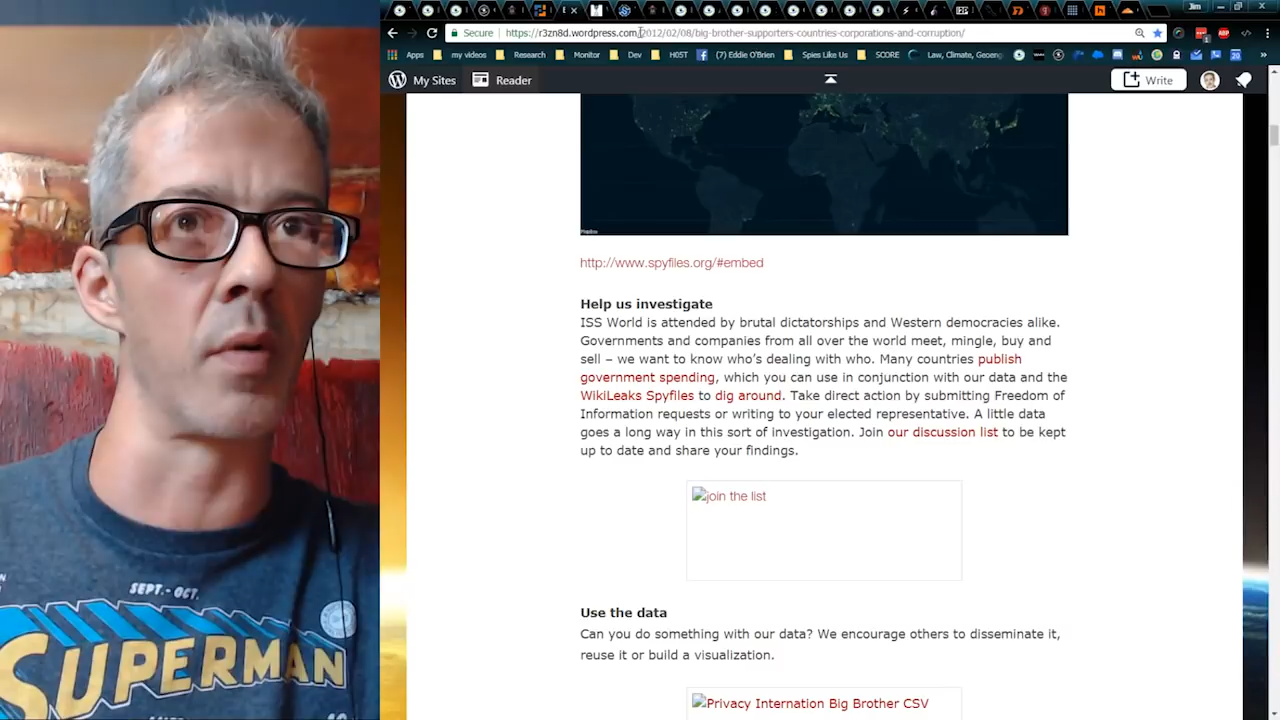 Jim
Secure https://r3zn8d.wordpress.com/2012/02/08/big-brother-supporters-countries-corporations-and-corruption/
Apps my videos Research Monitor Dev H05T (7) Eddie O'Brien Spies Like Us SCORE Law, Climate, Geoeng
My Sites Reader Write
http://www.spyfiles.org/#embed
Help us investigate
ISS World is attended by brutal dictatorships and Western democracies alike.
Governments and companies from all over the world meet, mingle, buy and
sell – we want to know who's dealing with who. Many countries publish
government spending, which you can use in conjunction with our data and the
WikiLeaks Spyfiles to dig around. Take direct action by submitting Freedom of
Information requests or writing to your elected representative. A little data
goes a long way in this sort of investigation. Join our discussion list to be kept
up to date and share your findings.
join the list
Use the data
Can you do something with our data? We encourage others to disseminate it,
reuse it or build a visualization.
Privacy Internation Big Brother CSV
SEPT.-OCT.
SUPERMAN